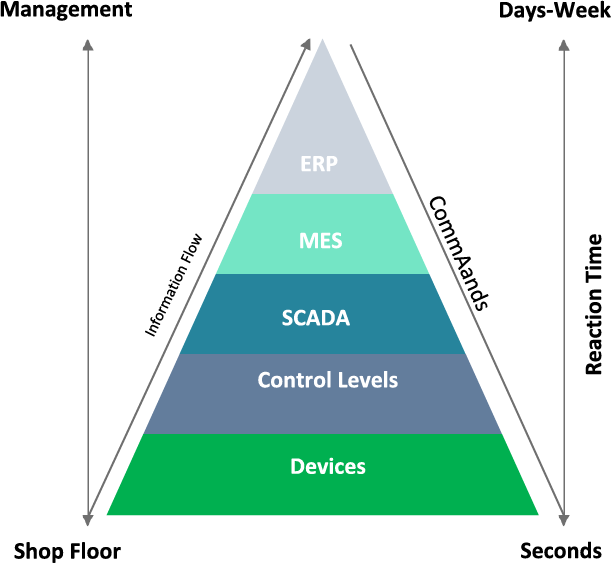 Management
Days-Week
ERP
MES
SCADA
Control Levels
Devices
Information Flow
CommAands
Reaction Time
Shop Floor
Seconds